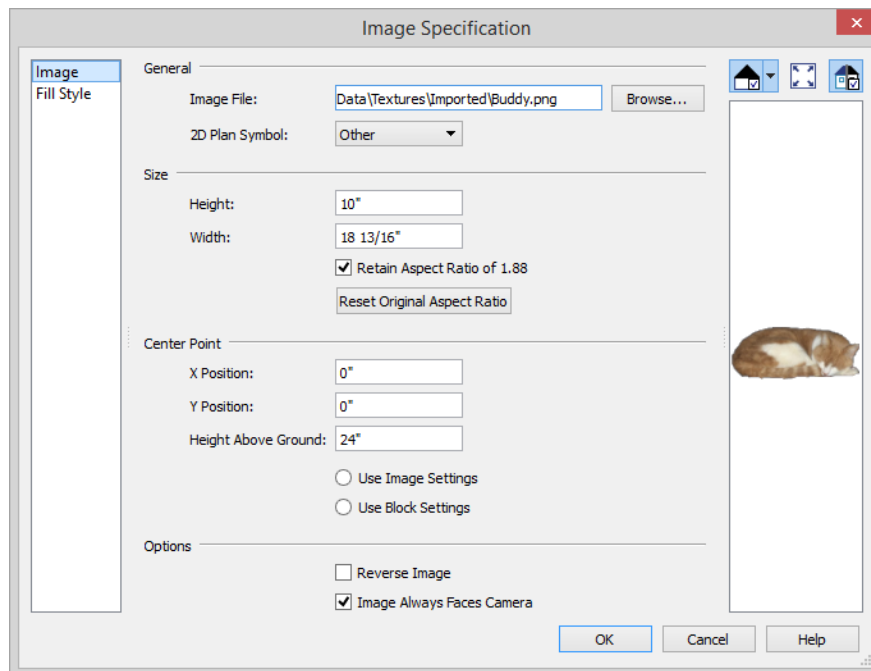 Image Specification
Image
Fill Style
General
Image File: Data\Textures\Imported\Buddy.png Browse...
2D Plan Symbol: Other
Size
Height: 10"
Width: 18 13/16"
Retain Aspect Ratio of 1.88
Reset Original Aspect Ratio
Center Point
X Position: 0"
Y Position: 0"
Height Above Ground: 24"
Use Image Settings
Use Block Settings
Options
Reverse Image
Image Always Faces Camera
OK Cancel Help